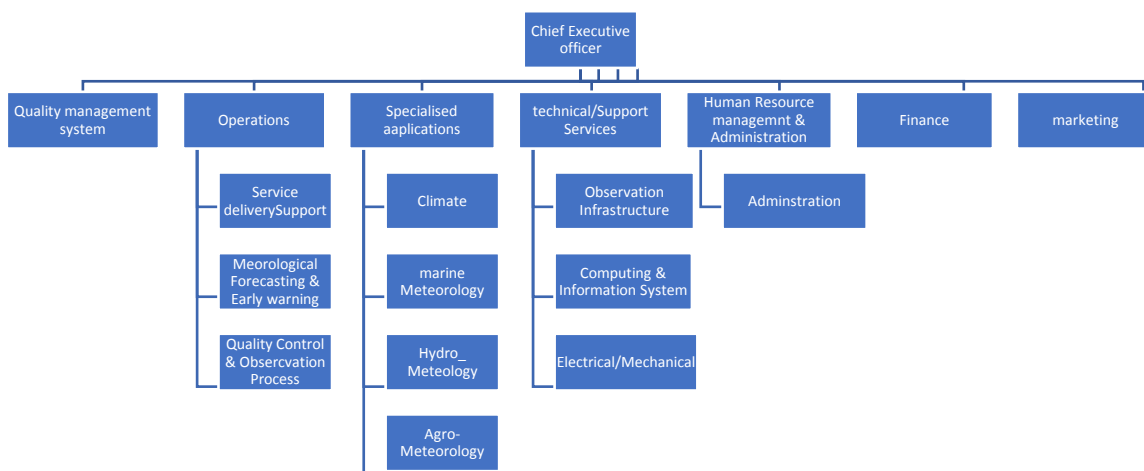 Chief Executive
officer
Quality management
system
Operations
Specialised
aaplications
technical/Support
Services
Human Resource
managemnt &
Administration
Finance
marketing
Service
deliverySupport
Meorological
Forecasting &
Early warning
Quality Control
& Obsercvation
Process
Climate
marine
Meteorology
Hydro_
Meteology
Agro-
Meteorology
Observation
Infrastructure
Computing &
Information System
Electrical/Mechanical
Adminstration